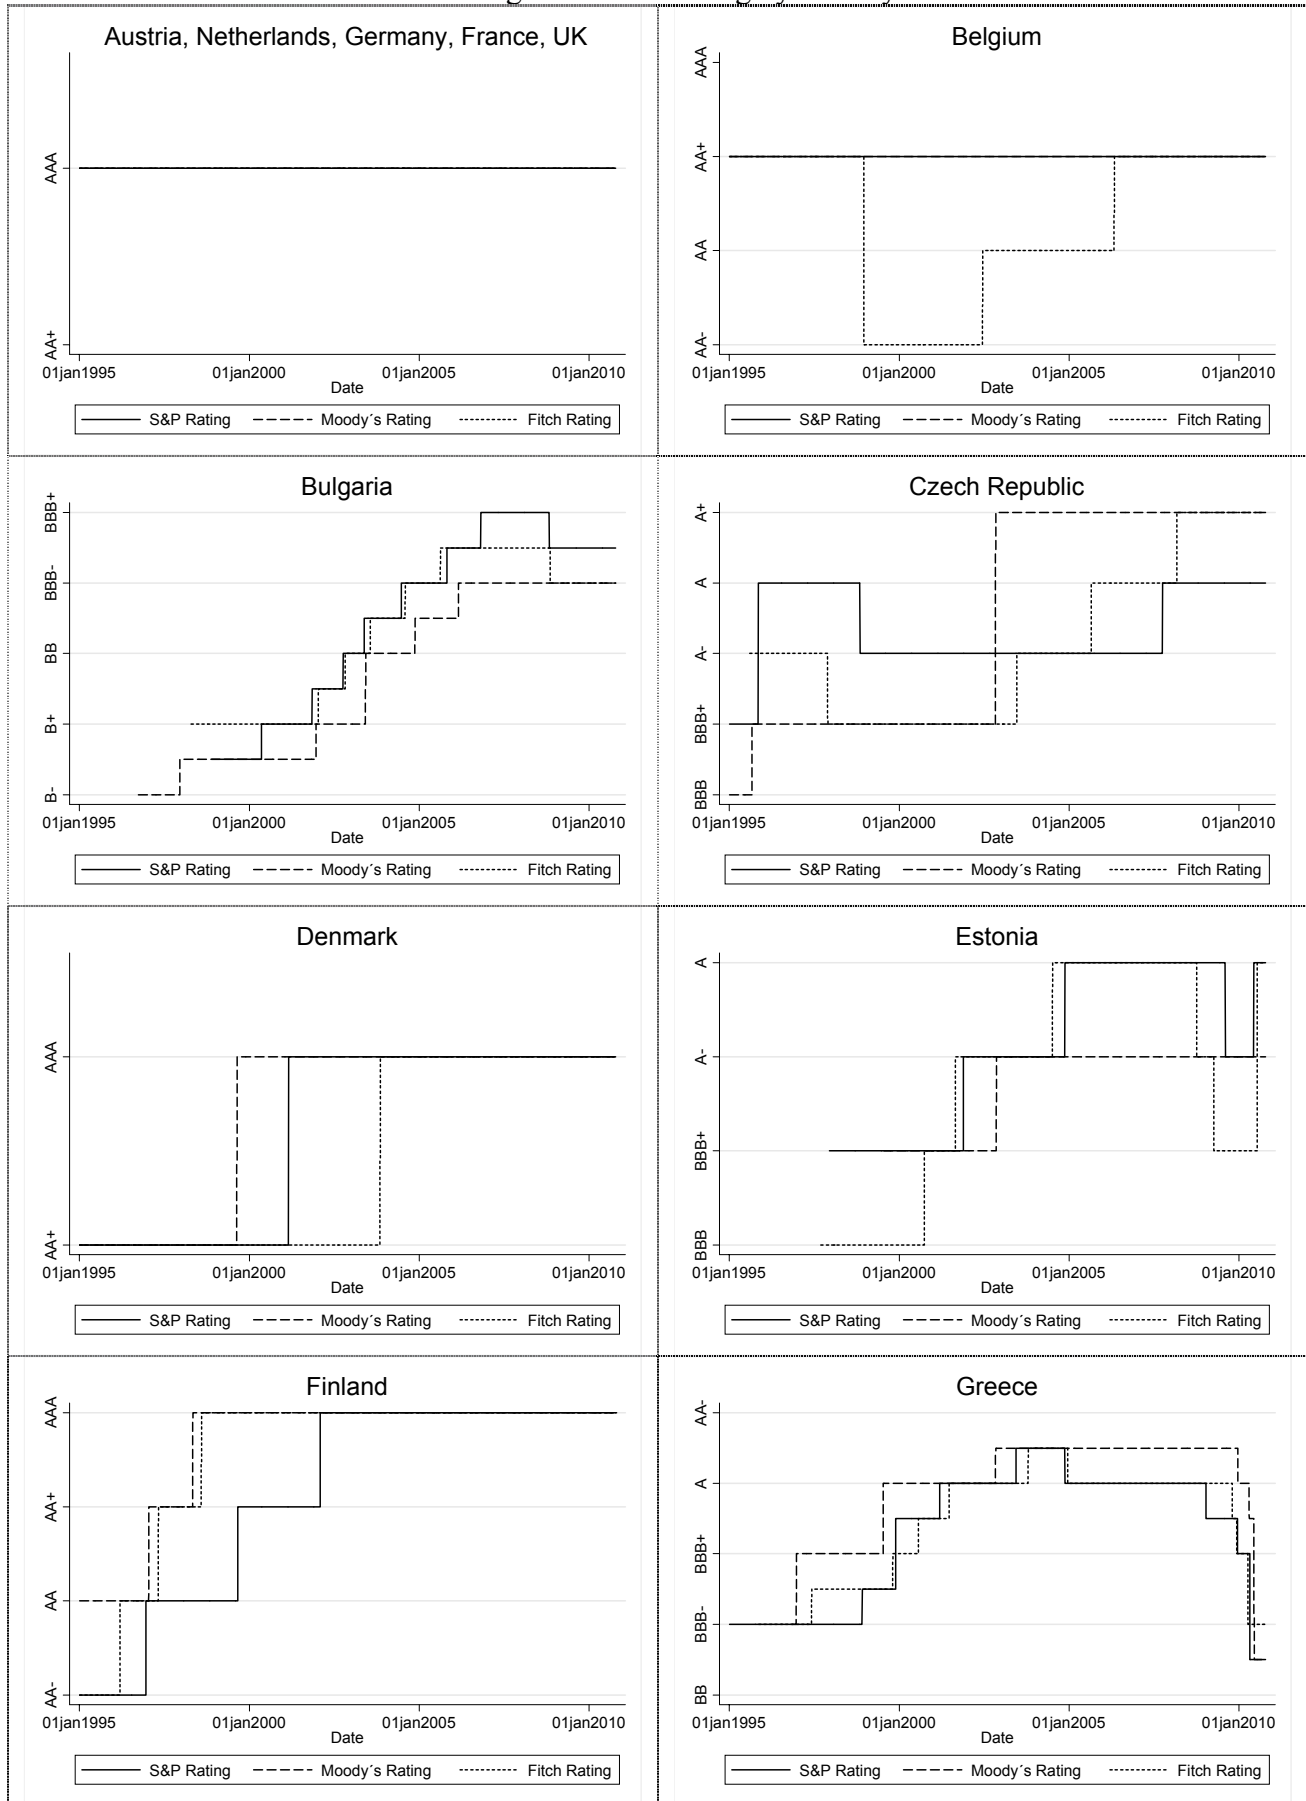 Austria, Netherlands, Germany, France, UK
AAA
AA+
01jan1995 01jan2000 01jan2005 01jan2010
Date
S&P Rating Moody´s Rating Fitch Rating
Belgium
AAA
AA+
AA
AA-
01jan1995 01jan2000 01jan2005 01jan2010
Date
S&P Rating Moody´s Rating Fitch Rating
Bulgaria
BBB+
BBB-
BB
B+
B-
01jan1995 01jan2000 01jan2005 01jan2010
Date
S&P Rating Moody´s Rating Fitch Rating
Czech Republic
A+
A
A-
BBB+
BBB
01jan1995 01jan2000 01jan2005 01jan2010
Date
S&P Rating Moody´s Rating Fitch Rating
Denmark
AAA
AA+
01jan1995 01jan2000 01jan2005 01jan2010
Date
S&P Rating Moody´s Rating Fitch Rating
Estonia
A
A-
BBB+
BBB
01jan1995 01jan2000 01jan2005 01jan2010
Date
S&P Rating Moody´s Rating Fitch Rating
Finland
AAA
AA+
AA
AA-
01jan1995 01jan2000 01jan2005 01jan2010
Date
S&P Rating Moody´s Rating Fitch Rating
Greece
AA-
A
BBB+
BBB-
BB
01jan1995 01jan2000 01jan2005 01jan2010
Date
S&P Rating Moody´s Rating Fitch Rating